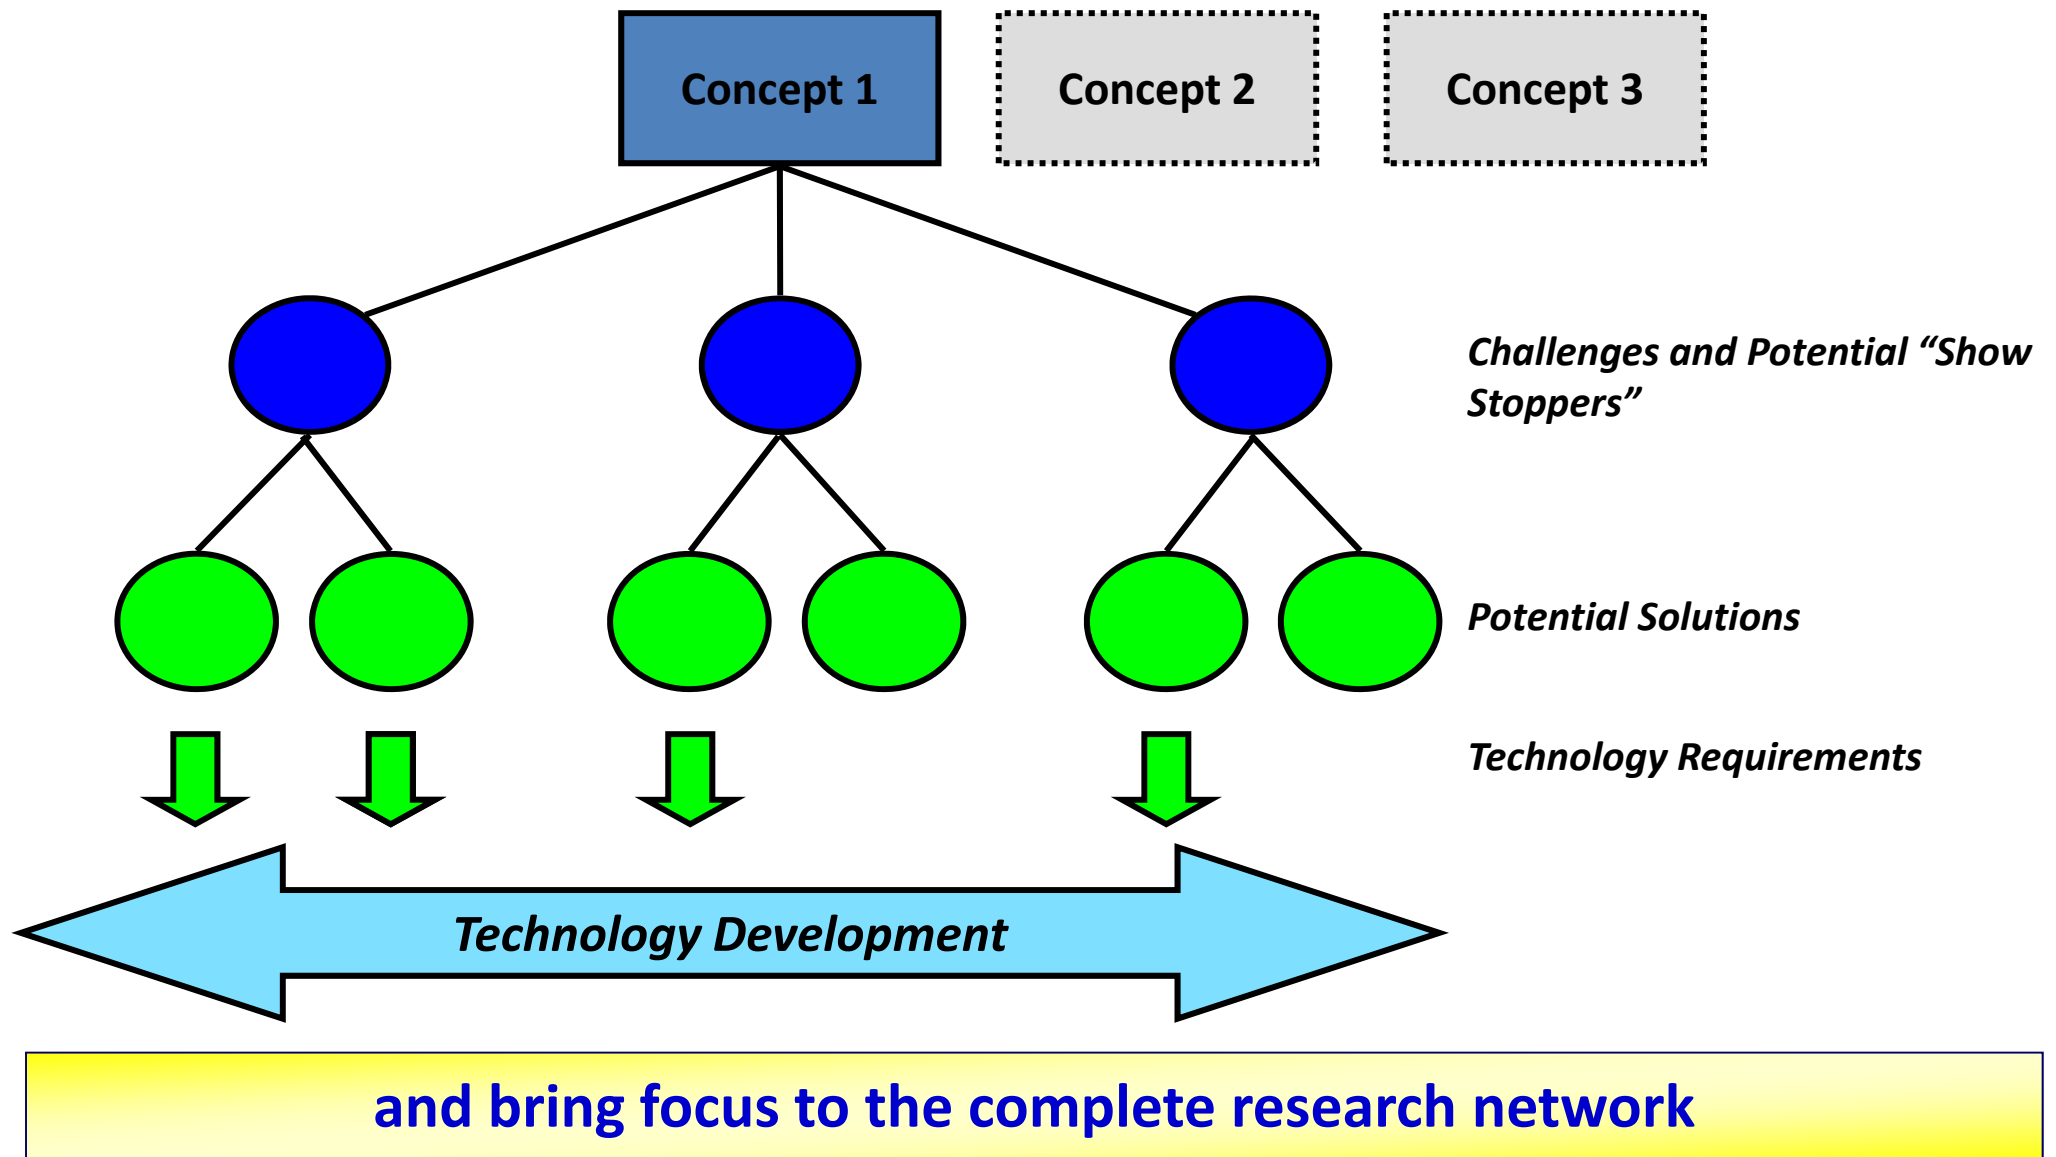 Concept 1
Concept 2
Concept 3
Challenges and Potential “Show
Stoppers”
Potential Solutions
Technology Requirements
Technology Development
and bring focus to the complete research network